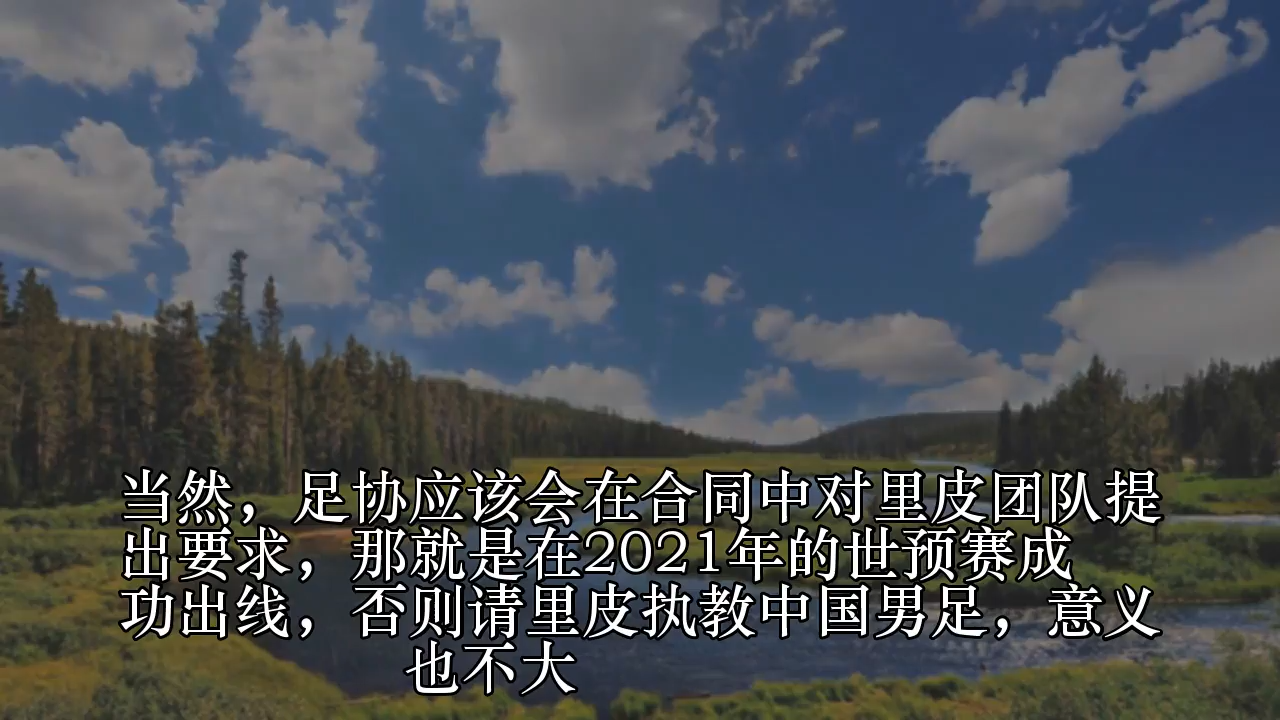 当然，足协应该会在合同中对里皮团队提
出要求，那就是在2021年的世预赛成
功出线，否则请里皮执教中国男足，意义
也不大